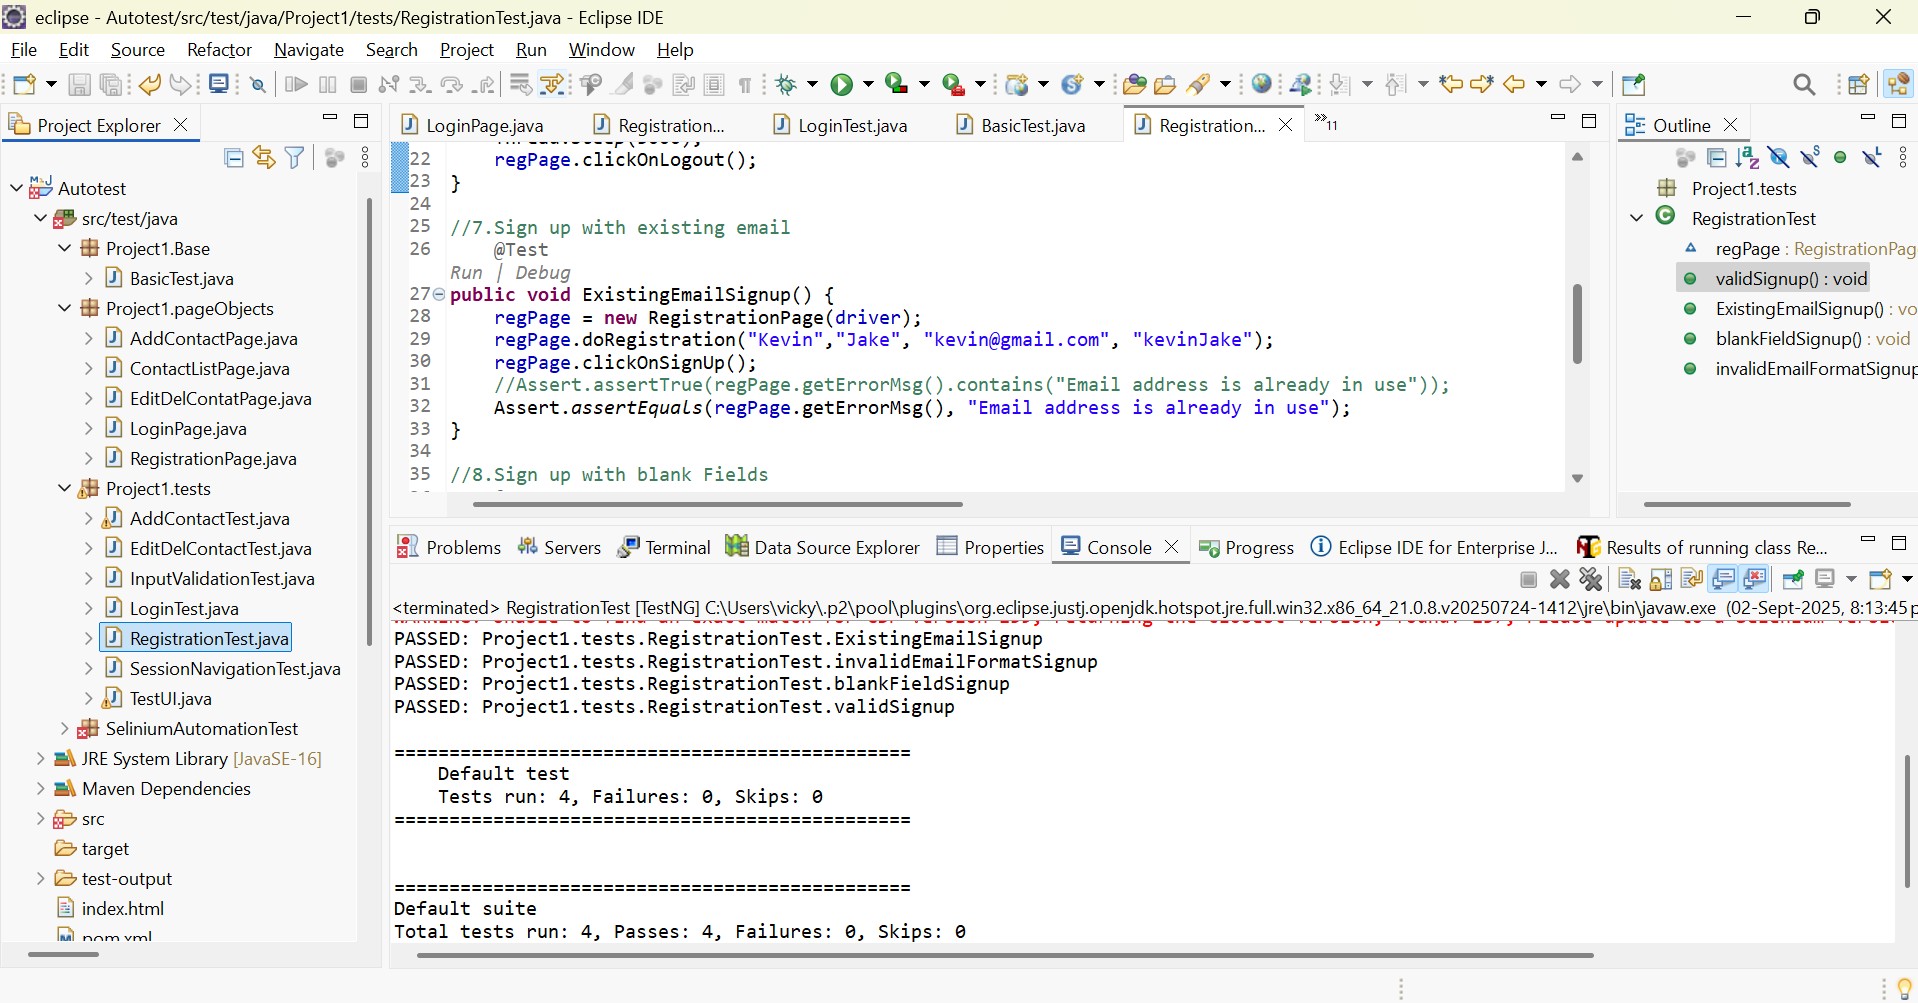 eclipse - Autotest/src/test/java/Project1/tests/RegistrationTest.java - Eclipse IDE
File Edit Source Refactor Navigate Search Project Run Window Help
Project Explorer
Autotest
src/test/java
Project1.Base
BasicTest.java
Project1.pageObjects
AddContactPage.java
ContactListPage.java
EditDelContatPage.java
LoginPage.java
RegistrationPage.java
Project1.tests
AddContactTest.java
EditDelContactTest.java
InputValidationTest.java
LoginTest.java
RegistrationTest.java
SessionNavigationTest.java
TestUI.java
SeliniumAutomationTest
JRE System Library [JavaSE-16]
Maven Dependencies
src
target
test-output
index.html
pom.xml
LoginPage.java Registration... LoginTest.java BasicTest.java Registration... »11
22 regPage.clickOnLogout();
23 }
24
25 //7.Sign up with existing email
26 @Test
Run | Debug
27 public void ExistingEmailSignup() {
28 regPage = new RegistrationPage(driver);
29 regPage.doRegistration("Kevin","Jake", "kevin@gmail.com", "kevinJake");
30 regPage.clickOnSignUp();
31 //Assert.assertTrue(regPage.getErrorMsg().contains("Email address is already in use"));
32 Assert.assertEquals(regPage.getErrorMsg(), "Email address is already in use");
33 }
34
35 //8.Sign up with blank Fields
Outline
Project1.tests
RegistrationTest
regPage : RegistrationPag
validSignup() : void
ExistingEmailSignup() : vo
blankFieldSignup() : void
invalidEmailFormatSignup
Problems Servers Terminal Data Source Explorer Properties Console Progress Eclipse IDE for Enterprise J... Results of running class Re...
<terminated> RegistrationTest [TestNG] C:\Users\vicky\.p2\pool\plugins\org.eclipse.justj.openjdk.hotspot.jre.full.win32.x86_64_21.0.8.v20250724-1412\jre\bin\javaw.exe (02-Sept-2025, 8:13:45 p
PASSED: Project1.tests.RegistrationTest.ExistingEmailSignup
PASSED: Project1.tests.RegistrationTest.invalidEmailFormatSignup
PASSED: Project1.tests.RegistrationTest.blankFieldSignup
PASSED: Project1.tests.RegistrationTest.validSignup
===============================================
Default test
Tests run: 4, Failures: 0, Skips: 0
===============================================
===============================================
Default suite
Total tests run: 4, Passes: 4, Failures: 0, Skips: 0